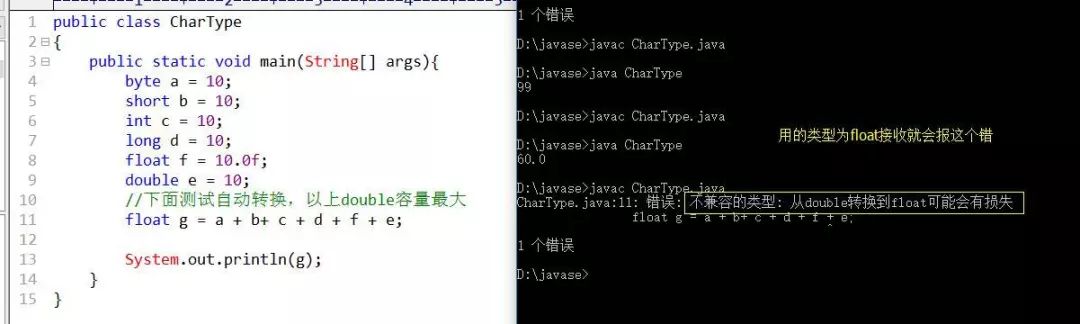 ----+----1----+----2----+----3----+----4----+----5--
1 public class CharType
2 {
3 public static void main(String[] args){
4 byte a = 10;
5 short b = 10;
6 int c = 10;
7 long d = 10;
8 float f = 10.0f;
9 double e = 10;
10 //下面测试自动转换，以上double容量最大
11 float g = a + b+ c + d + f + e;
12
13 System.out.println(g);
14 }
15 }
1 个错误
D:\javase>javac CharType.java
D:\javase>java CharType
99
D:\javase>javac CharType.java
用的类型为float接收就会报这个错
D:\javase>java CharType
60.0
D:\javase>javac CharType.java
CharType.java:11: 错误: 不兼容的类型: 从double转换到float可能会有损失
float g = a + b+ c + d + f + e;
^
1 个错误
D:\javase>